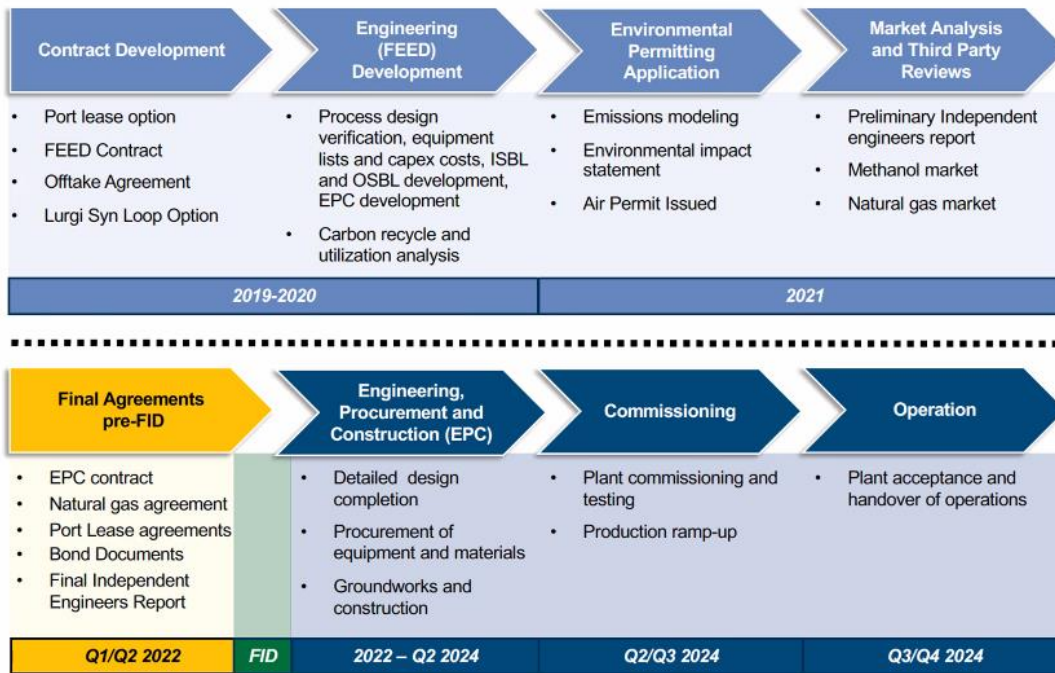 Contract Development
Engineering
(FEED)
Development
Environmental
Permitting
Application
Market Analysis
and Third Party
Reviews
• Port lease option
• FEED Contract
• Offtake Agreement
• Lurgi Syn Loop Option
• Process design
verification, equipment
lists and capex costs, ISBL
and OSBL development,
EPC development
• Carbon recycle and
utilization analysis
• Emissions modeling
• Environmental impact
statement
• Air Permit Issued
• Preliminary Independent
engineers report
• Methanol market
• Natural gas market
2019-2020
2021
Final Agreements
pre-FID
Engineering,
Procurement and
Construction (EPC)
Commissioning
Operation
• EPC contract
• Natural gas agreement
• Port Lease agreements
• Bond Documents
• Final Independent
Engineers Report
• Detailed design
completion
• Procurement of
equipment and materials
• Groundworks and
construction
• Plant commissioning and
testing
• Production ramp-up
• Plant acceptance and
handover of operations
Q1/Q2 2022
FID
2022 – Q2 2024
Q2/Q3 2024
Q3/Q4 2024